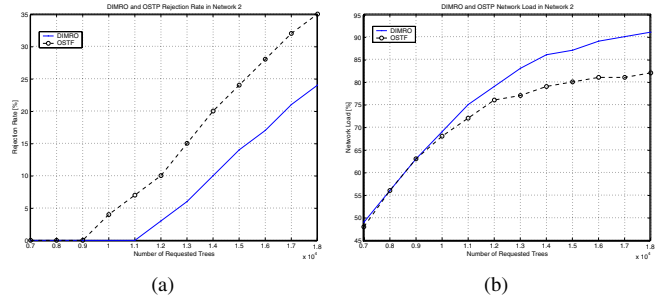 DIMRO and OSTP Rejection Rate in Network 2
DIMRO
OSTF
Rejection Rate [%]
35
30
25
20
15
10
5
0
0.7 0.8 0.9 1 1.1 1.2 1.3 1.4 1.5 1.6 1.7 1.8
Number of Requested Trees
x 10⁴
(a)
DIMRO and OSTP Network Load in Network 2
DIMRO
OSTF
Network Load [%]
95
90
85
80
75
70
65
60
55
50
45
0.7 0.8 0.9 1 1.1 1.2 1.3 1.4 1.5 1.6 1.7 1.8
Number of Requested Trees
x 10⁴
(b)